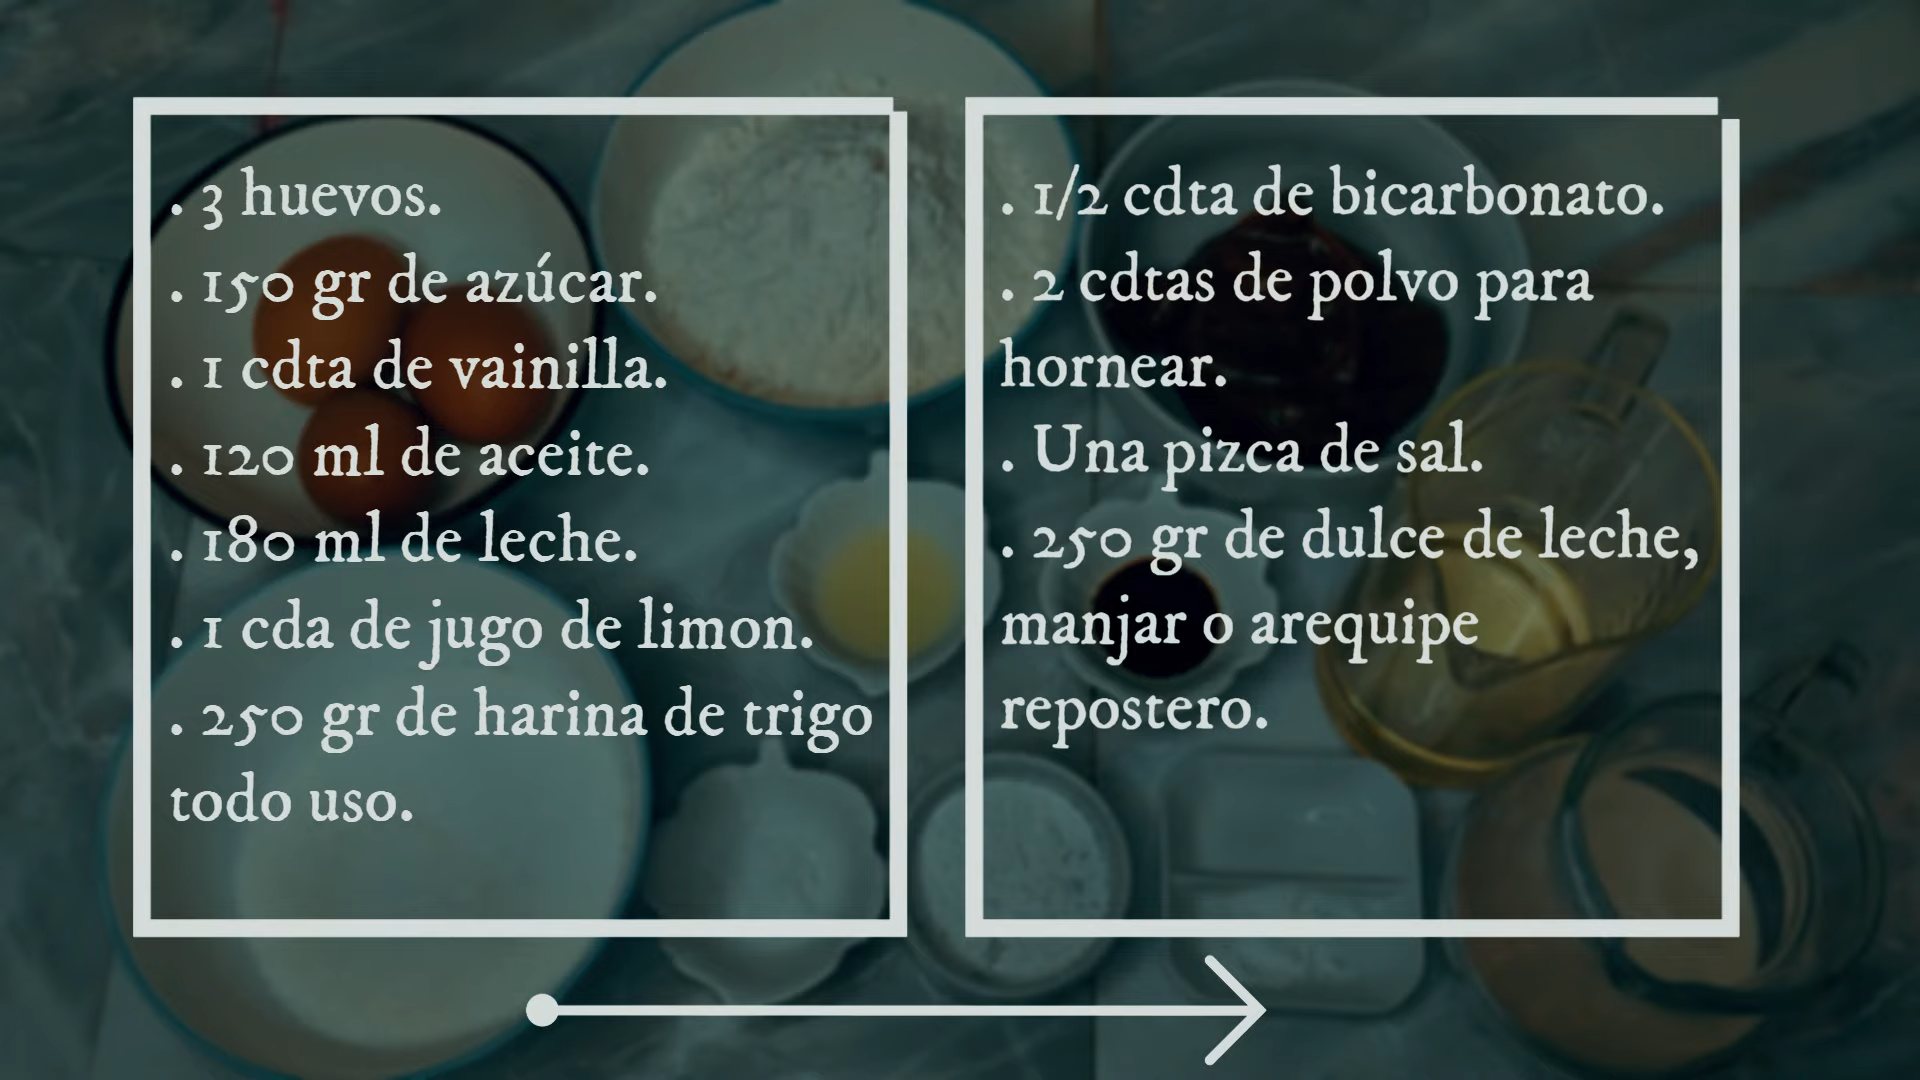 . 3 huevos.
. 150 gr de azúcar.
. 1 cdta de vainilla.
. 120 ml de aceite.
. 180 ml de leche.
. 1 cda de jugo de limon.
. 250 gr de harina de trigo
todo uso.
. 1/2 cdta de bicarbonato.
. 2 cdtas de polvo para
hornear.
. Una pizca de sal.
. 250 gr de dulce de leche,
manjar o arequipe
repostero.